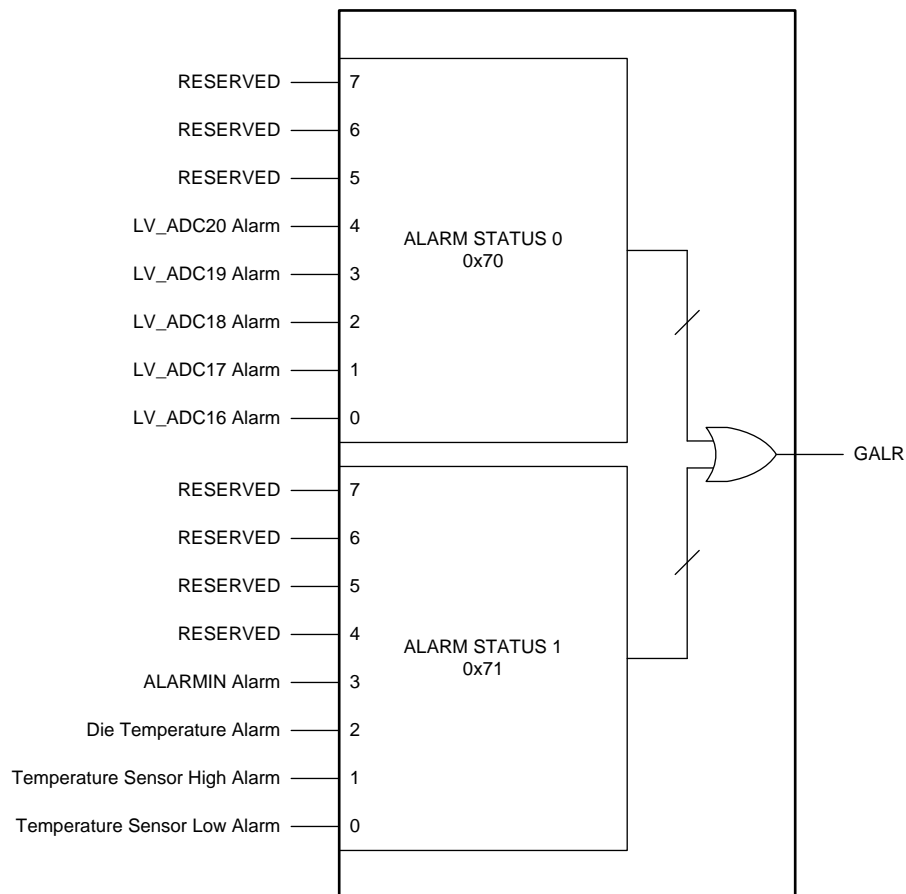 RESERVED 7
RESERVED 6
RESERVED 5
LV_ADC20 Alarm 4
LV_ADC19 Alarm 3
LV_ADC18 Alarm 2
LV_ADC17 Alarm 1
LV_ADC16 Alarm 0
ALARM STATUS 0
0x70
RESERVED 7
RESERVED 6
RESERVED 5
RESERVED 4
ALARMIN Alarm 3
Die Temperature Alarm 2
Temperature Sensor High Alarm 1
Temperature Sensor Low Alarm 0
ALARM STATUS 1
0x71
GALR